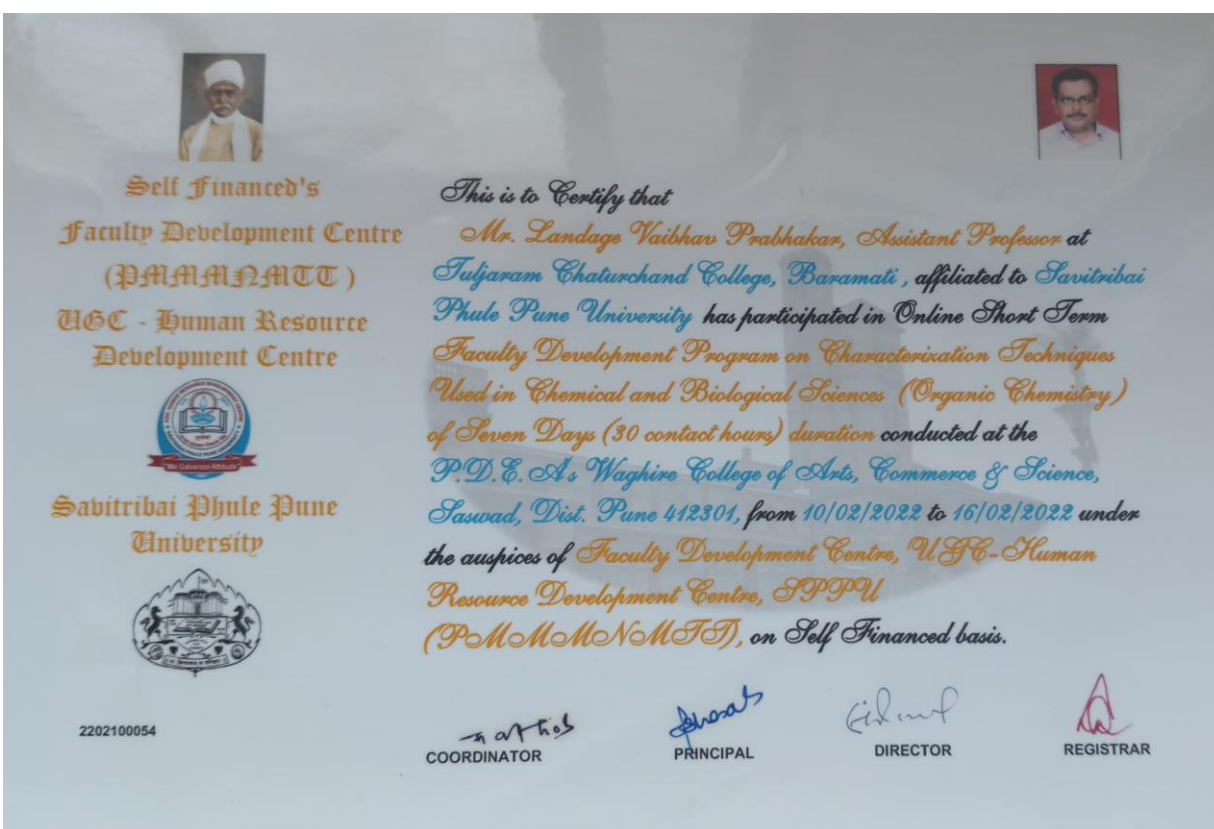 Self Financed's
Faculty Development Centre
(PMMMNMTT )
UGC - Human Resource
Development Centre
"We Galvanize Attitude"
Savitribai Phule Pune
University
2202100054
This is to Certify that
Mr. Landage Vaibhav Prabhakar, Assistant Professor at
Tuljaram Chaturchand College, Baramati , affiliated to Savitribai
Phule Pune University has participated in Online Short Term
Faculty Development Program on Characterization Techniques
Used in Chemical and Biological Sciences (Organic Chemistry)
of Seven Days (30 contact hours) duration conducted at the
P.D.E.A's Waghire College of Arts, Commerce & Science,
Saswad, Dist. Pune 412301, from 10/02/2022 to 16/02/2022 under
the auspices of Faculty Development Centre, UGC-Human
Resource Development Centre, SPPU
(PMMMNMTT), on Self Financed basis.
COORDINATOR
PRINCIPAL
DIRECTOR
REGISTRAR